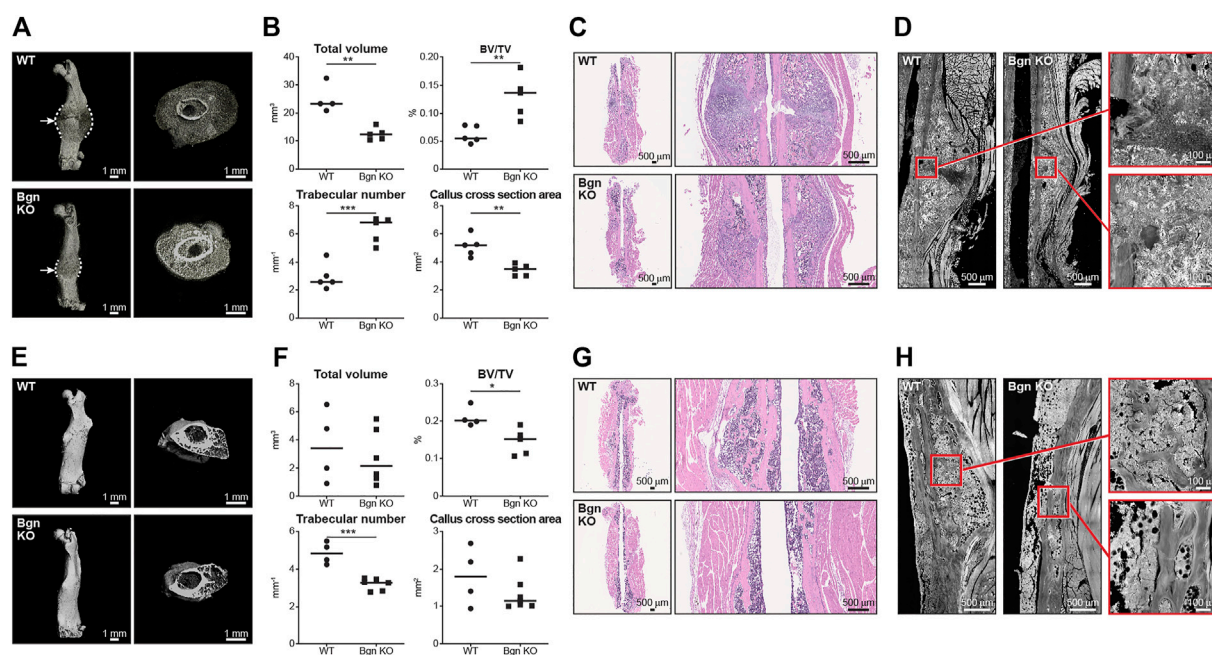 A
WT
1 mm
1 mm
Bgn
KO
1 mm
1 mm
B
Total volume
**
mm³
40
30
20
10
0
WT
Bgn KO
BV/TV
**
%
0.20
0.15
0.10
0.05
0.00
WT
Bgn KO
Trabecular number
***
mm⁻¹
8
6
4
2
0
WT
Bgn KO
Callus cross section area
**
mm²
8
6
4
2
0
WT
Bgn KO
C
WT
500 µm
500 µm
Bgn
KO
500 µm
500 µm
D
WT
500 µm
Bgn KO
500 µm
100 µ
100 µ
E
WT
1 mm
1 mm
Bgn
KO
1 mm
1 mm
F
Total volume
mm³
8
6
4
2
0
WT
Bgn KO
BV/TV
*
%
0.3
0.2
0.1
0.0
WT
Bgn KO
Trabecular number
***
mm⁻¹
6
4
2
0
WT
Bgn KO
Callus cross section area
mm²
3
2
1
0
WT
Bgn KO
G
WT
500 µm
500 µm
Bgn
KO
500 µm
500 µm
H
WT
500 µm
Bgn KO
500 µm
100 µ
100 µ